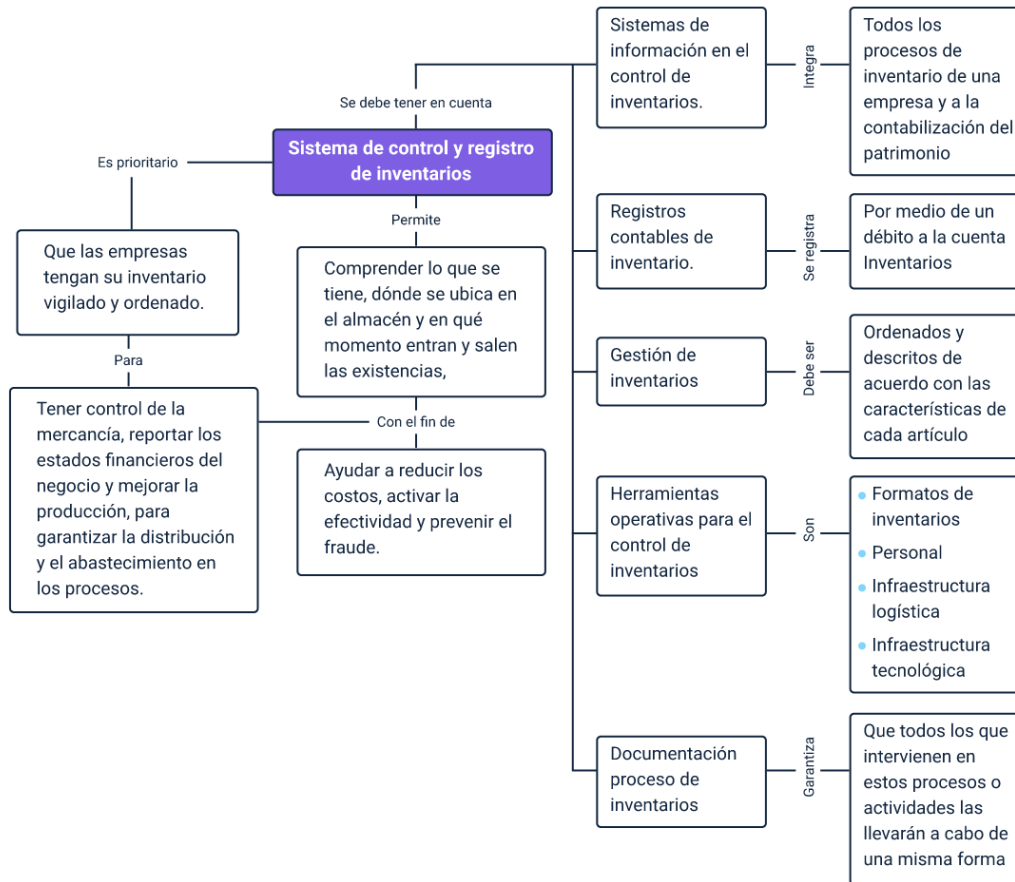 Se debe tener en cuenta
Sistema de control y registro
de inventarios
Es prioritario
Que las empresas
tengan su inventario
vigilado y ordenado.
Para
Tener control de la
mercancía, reportar los
estados financieros del
negocio y mejorar la
producción, para
garantizar la distribución
y el abastecimiento en
los procesos.
Permite
Comprender lo que se
tiene, dónde se ubica en
el almacén y en qué
momento entran y salen
las existencias,
Con el fin de
Ayudar a reducir los
costos, activar la
efectividad y prevenir el
fraude.
Sistemas de
información en el
control de
inventarios.
Integra
Todos los
procesos de
inventario de una
empresa y a la
contabilización del
patrimonio
Registros
contables de
inventario.
Se registra
Por medio de un
débito a la cuenta
Inventarios
Gestión de
inventarios
Debe ser
Ordenados y
descritos de
acuerdo con las
características de
cada artículo
Herramientas
operativas para el
control de
inventarios
Son
Formatos de
inventarios
Personal
Infraestructura
logística
Infraestructura
tecnológica
Documentación
proceso de
inventarios
Garantiza
Que todos los que
intervienen en
estos procesos o
actividades las
llevarán a cabo de
una misma forma